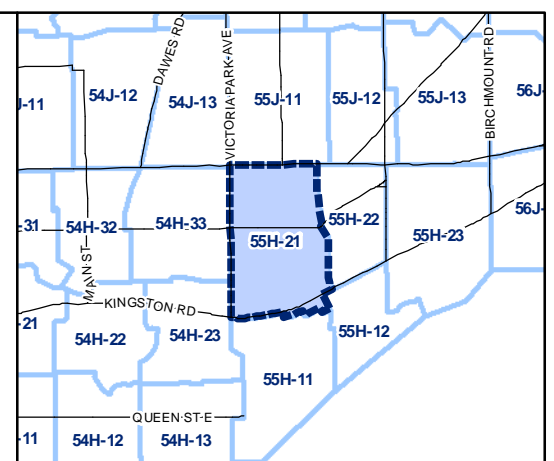 DAWES RD
VICTORIA PARK AVE
BIRCHMOUNT RD
J-11
54J-12
54J-13
55J-11
55J-12
55J-13
56J-
-31
54H-32
54H-33
55H-21
55H-22
55H-23
56J-
MAIN ST
KINGSTON RD
-21
54H-22
54H-23
55H-12
55H-11
QUEEN ST E
-11
54H-12
54H-13